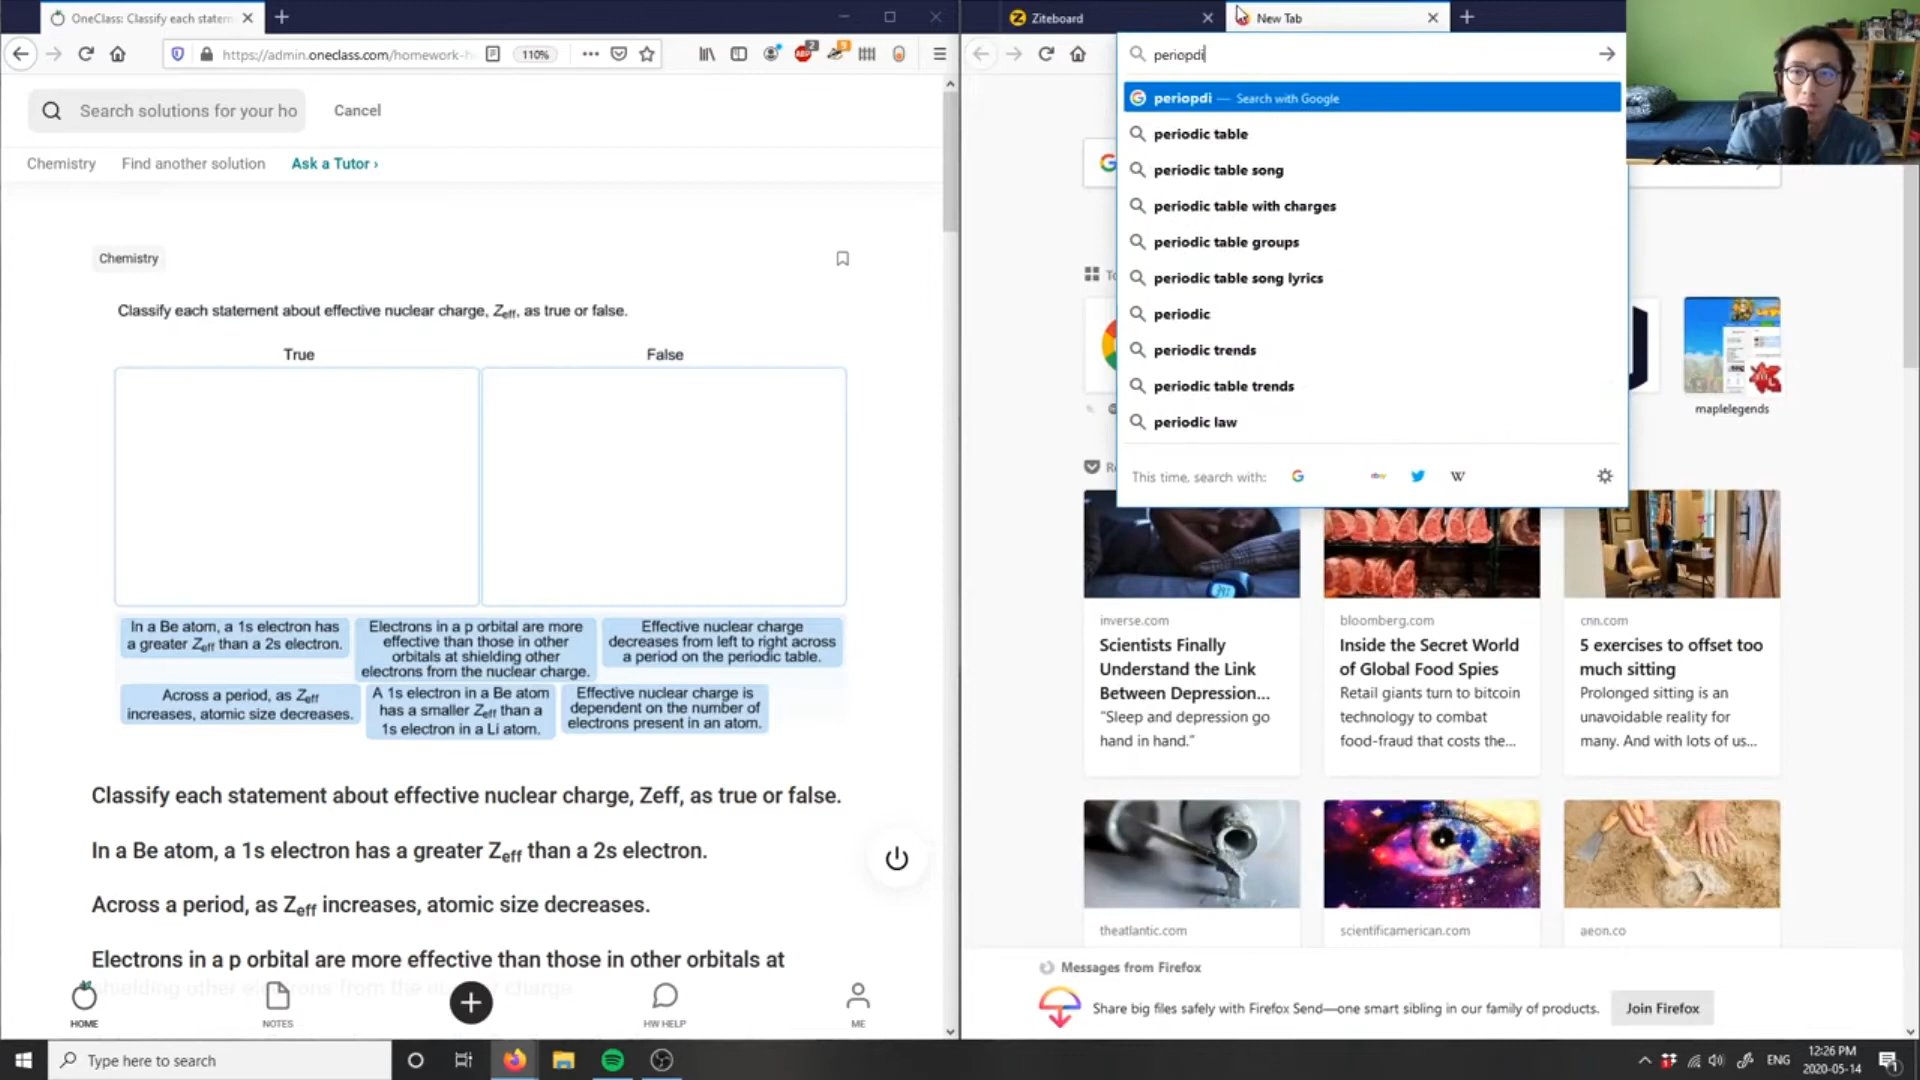 OneClass: Classify each statem
https://admin.oneclass.com/homework-h
110%
2
9
Search solutions for your ho
Cancel
Chemistry
Find another solution
Ask a Tutor ›
Chemistry
Classify each statement about effective nuclear charge, Zeff, as true or false.
True
False
In a Be atom, a 1s electron has
a greater Zeff than a 2s electron.
Electrons in a p orbital are more
effective than those in other
orbitals at shielding other
electrons from the nuclear charge.
Effective nuclear charge
decreases from left to right across
a period on the periodic table.
Across a period, as Zeff
increases, atomic size decreases.
A 1s electron in a Be atom
has a smaller Zeff than a
1s electron in a Li atom.
Effective nuclear charge is
dependent on the number of
electrons present in an atom.
Classify each statement about effective nuclear charge, Zeff, as true or false.
In a Be atom, a 1s electron has a greater Zeff than a 2s electron.
Across a period, as Zeff increases, atomic size decreases.
Electrons in a p orbital are more effective than those in other orbitals at
shielding other electrons from the nuclear charge
HOME
NOTES
HW HELP
ME
Ziteboard
New Tab
periopdi
periopdi — Search with Google
periodic table
periodic table song
periodic table with charges
periodic table groups
periodic table song lyrics
periodic
periodic trends
periodic table trends
periodic law
This time, search with:
ebay
W
maplelegends
inverse.com
Scientists Finally
Understand the Link
Between Depression...
"Sleep and depression go
hand in hand."
bloomberg.com
Inside the Secret World
of Global Food Spies
Retail giants turn to bitcoin
technology to combat
food-fraud that costs the...
cnn.com
5 exercises to offset too
much sitting
Prolonged sitting is an
unavoidable reality for
many. And with lots of us...
theatlantic.com
scientificamerican.com
aeon.co
Messages from Firefox
Share big files safely with Firefox Send—one smart sibling in our family of products.
Join Firefox
Type here to search
ENG
12:26 PM
2020-05-14
1